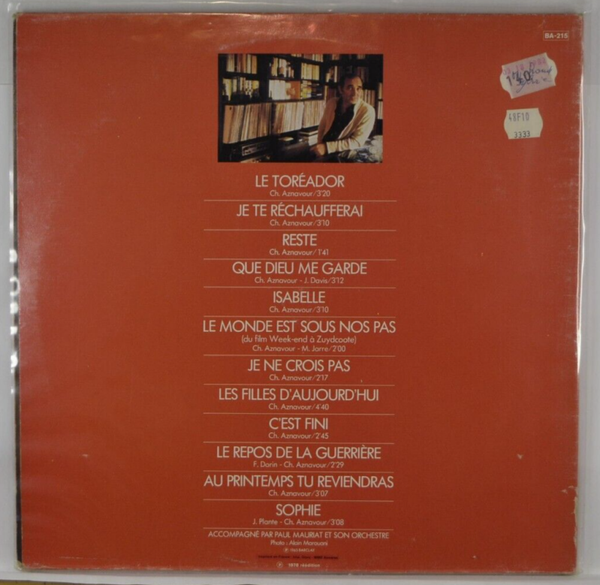 BA-215
48F10
3333
LE TORÉADOR
Ch. Aznavour/3'20
JE TE RÉCHAUFFERAI
Ch. Aznavour/3'10
RESTE
Ch. Aznavour/1'41
QUE DIEU ME GARDE
Ch. Aznavour - J. Davis/3'12
ISABELLE
Ch. Aznavour/3'10
LE MONDE EST SOUS NOS PAS
(du film Week-end à Zuydcoote)
Ch. Aznavour - M. Jarre/2'00
JE NE CROIS PAS
Ch. Aznavour/2'17
LES FILLES D'AUJOURD'HUI
Ch. Aznavour/4'40
C'EST FINI
Ch. Aznavour/2'45
LE REPOS DE LA GUERRIÈRE
F. Dorin - Ch. Aznavour/2'29
AU PRINTEMPS TU REVIENDRAS
Ch. Aznavour/3'07
SOPHIE
J. Plante - Ch. Aznavour/3'08
ACCOMPAGNÉ PAR PAUL MAURIAT ET SON ORCHESTRE
Photo - Alain Marouani